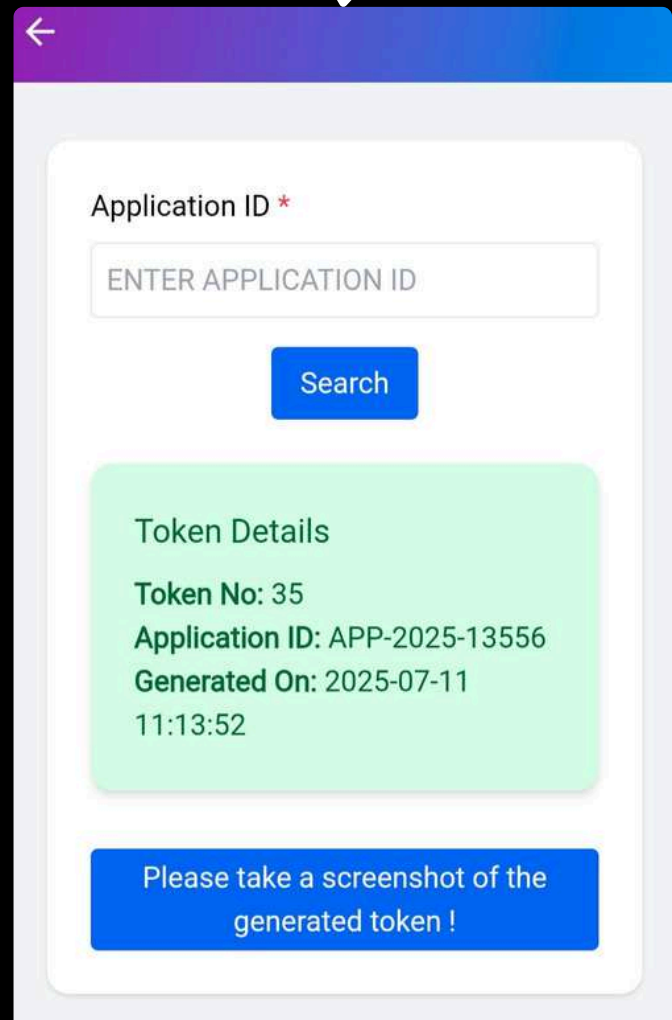 Application ID *
ENTER APPLICATION ID
Search
Token Details
Token No: 35
Application ID: APP-2025-13556
Generated On: 2025-07-11
11:13:52
Please take a screenshot of the
generated token !